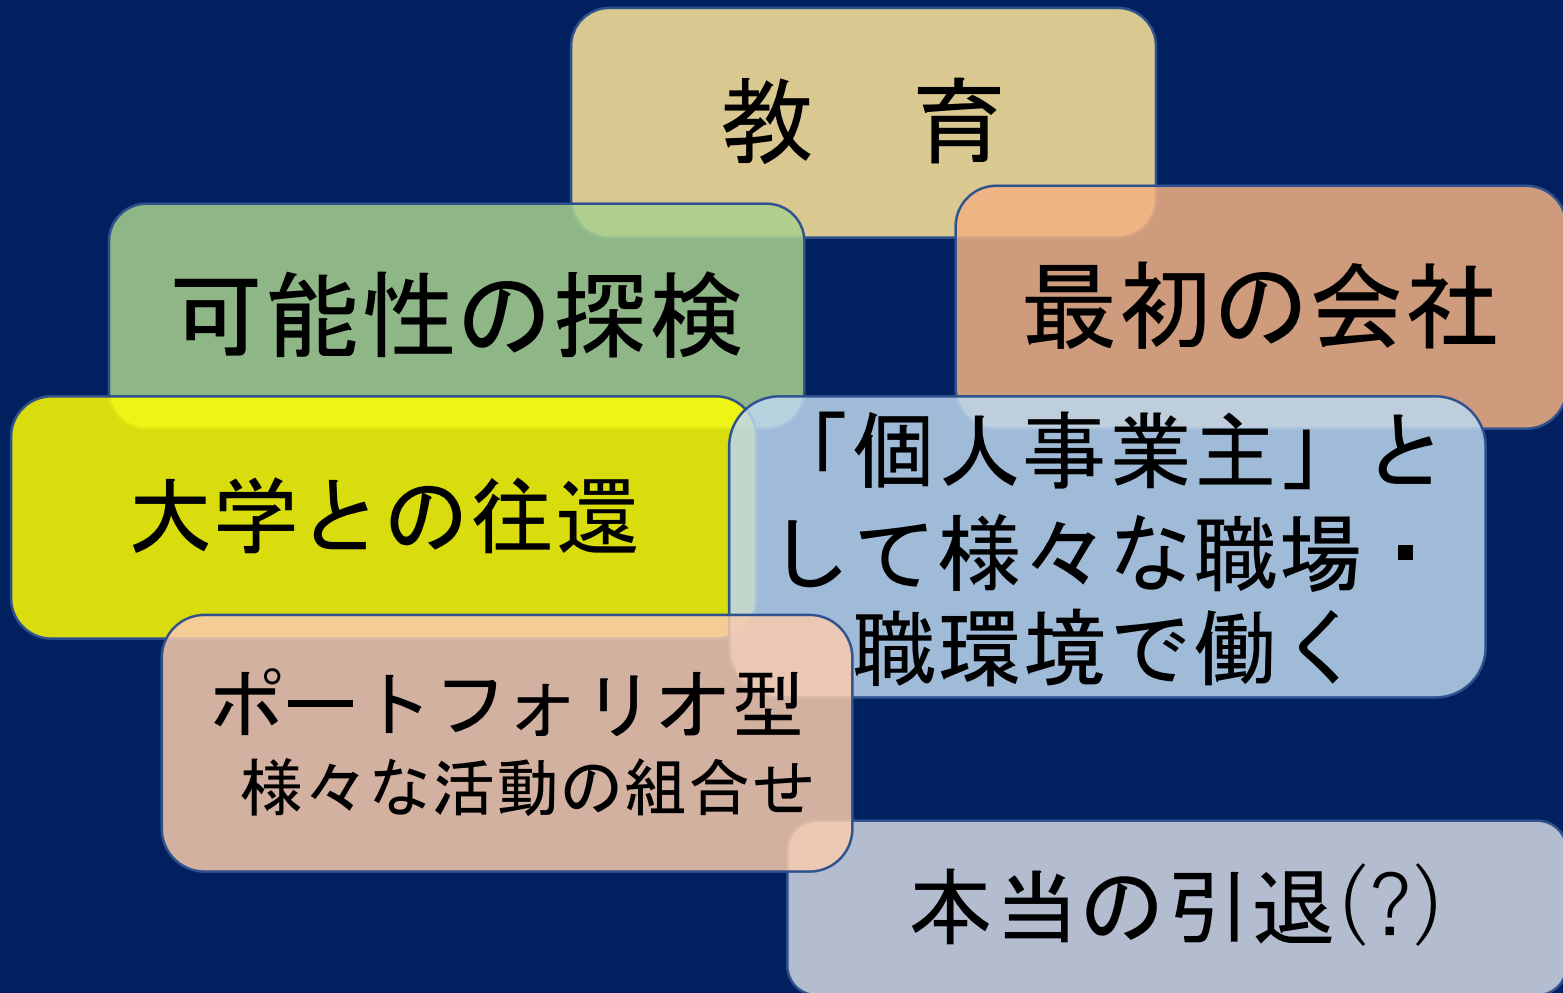 教　育
可能性の探検
最初の会社
大学との往還
「個人事業主」と
して様々な職場・
職環境で働く
ポートフォリオ型
様々な活動の組合せ
本当の引退(?)